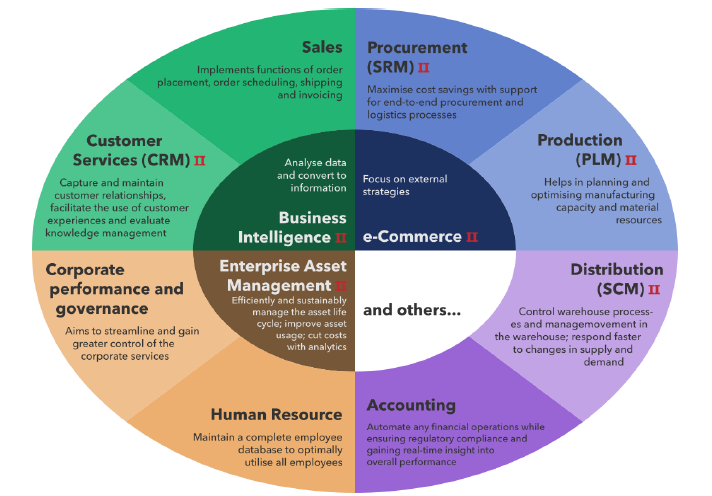 Sales
Implements functions of order
placement, order scheduling, shipping
and invoicing
Procurement
(SRM) II
Maximise cost savings with support
for end-to-end procurement and
logistics processes
Customer
Services (CRM) II
Capture and maintain
customer relationships,
facilitate the use of customer
experiences and evaluate
knowledge management
Analyse data
and convert to
information
Business
Intelligence II
Focus on external
strategies
e-Commerce II
Production
(PLM) II
Helps in planning and
optimising manufacturing
capacity and material
resources
Corporate
performance and
governance
Aims to streamline and gain
greater control of the
corporate services
Enterprise Asset
Management II
Efficiently and sustainably
manage the asset life
cycle; improve asset
usage; cut costs
with analytics
and others...
Distribution
(SCM) II
Control warehouse process-
es and managemovement in
the warehouse; respond faster
to changes in supply and
demand
Human Resource
Maintain a complete employee
database to optimally
utilise all employees
Accounting
Automate any financial operations while
ensuring regulatory compliance and
gaining real-time insight into
overall performance